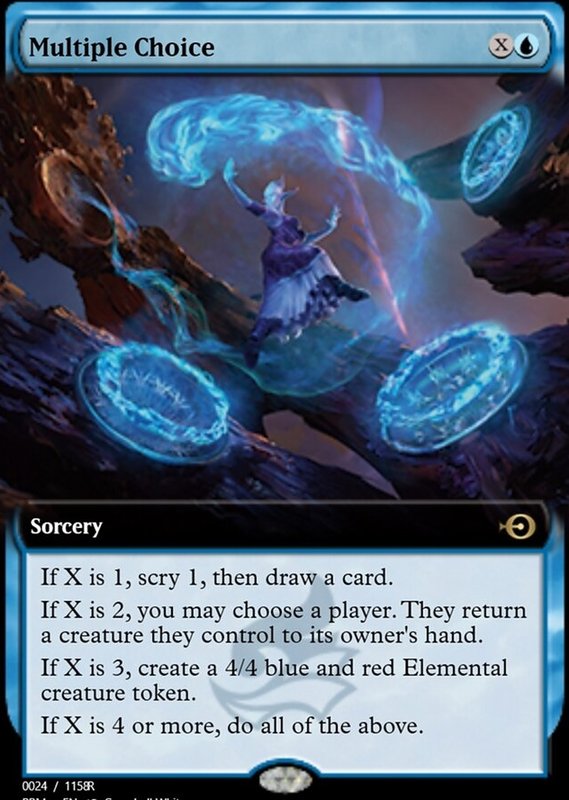 Multiple Choice
X
Sorcery
If X is 1, scry 1, then draw a card.
If X is 2, you may choose a player. They return
a creature they control to its owner's hand.
If X is 3, create a 4/4 blue and red Elemental
creature token.
If X is 4 or more, do all of the above.
0024 / 1158R